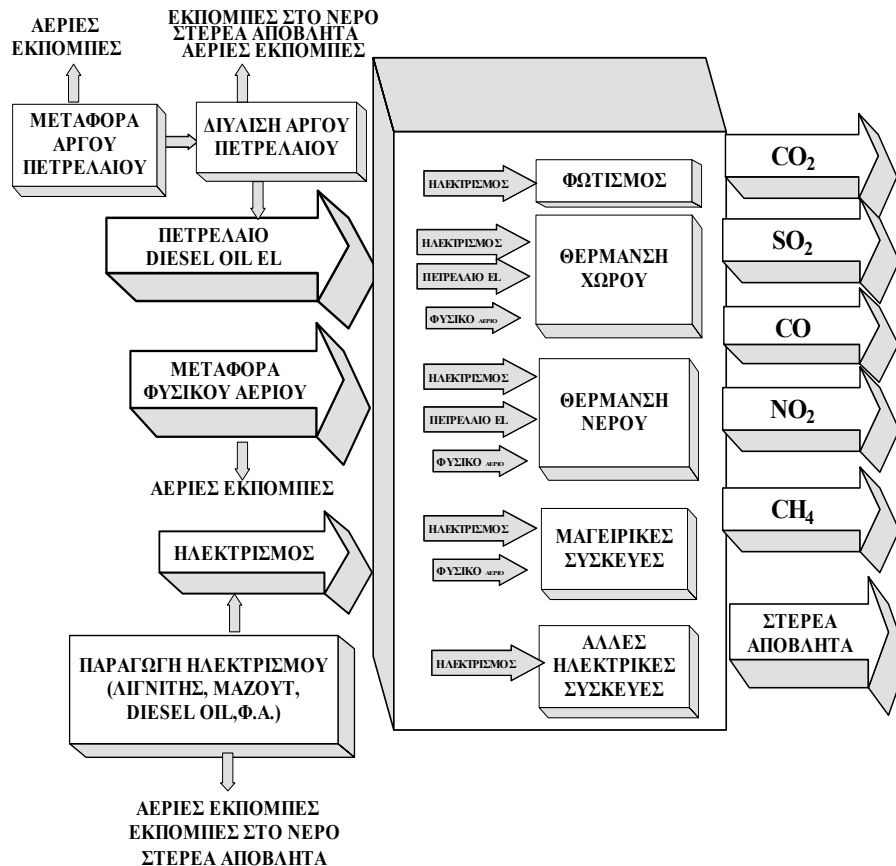 ΑΕΡΙΕΣ
ΕΚΠΟΜΠΕΣ
ΕΚΠΟΜΠΕΣ ΣΤΟ ΝΕΡΟ
ΣΤΕΡΕΑ ΑΠΟΒΛΗΤΑ
ΑΕΡΙΕΣ ΕΚΠΟΜΠΕΣ
ΜΕΤΑΦΟΡΑ
ΑΡΓΟΥ
ΠΕΤΡΕΛΑΙΟΥ
ΔΙΥΛΙΣΗ ΑΡΓΟΥ
ΠΕΤΡΕΛΑΙΟΥ
ΠΕΤΡΕΛΑΙΟ
DIESEL OIL EL
ΜΕΤΑΦΟΡΑ
ΦΥΣΙΚΟΥ ΑΕΡΙΟΥ
ΑΕΡΙΕΣ ΕΚΠΟΜΠΕΣ
ΗΛΕΚΤΡΙΣΜΟΣ
ΠΑΡΑΓΩΓΗ ΗΛΕΚΤΡΙΣΜΟΥ
(ΛΙΓΝΙΤΗΣ, ΜΑΖΟΥΤ,
DIESEL OIL,Φ.Α.)
ΑΕΡΙΕΣ ΕΚΠΟΜΠΕΣ
ΕΚΠΟΜΠΕΣ ΣΤΟ ΝΕΡΟ
ΣΤΕΡΕΑ ΑΠΟΒΛΗΤΑ
ΗΛΕΚΤΡΙΣΜΟΣ
ΦΩΤΙΣΜΟΣ
ΗΛΕΚΤΡΙΣΜΟΣ
ΠΕΤΡΕΛΑΙΟ EL
ΦΥΣΙΚΟ ΑΕΡΙΟ
ΘΕΡΜΑΝΣΗ
ΧΩΡΟΥ
ΗΛΕΚΤΡΙΣΜΟΣ
ΠΕΤΡΕΛΑΙΟ EL
ΦΥΣΙΚΟ ΑΕΡΙΟ
ΘΕΡΜΑΝΣΗ
ΝΕΡΟΥ
ΗΛΕΚΤΡΙΣΜΟΣ
ΦΥΣΙΚΟ ΑΕΡΙΟ
ΜΑΓΕΙΡΙΚΕΣ
ΣΥΣΚΕΥΕΣ
ΗΛΕΚΤΡΙΣΜΟΣ
ΑΛΛΕΣ
ΗΛΕΚΤΡΙΚΕΣ
ΣΥΣΚΕΥΕΣ
CO₂
SO₂
CO
NO₂
CH₄
ΣΤΕΡΕΑ
ΑΠΟΒΛΗΤΑ